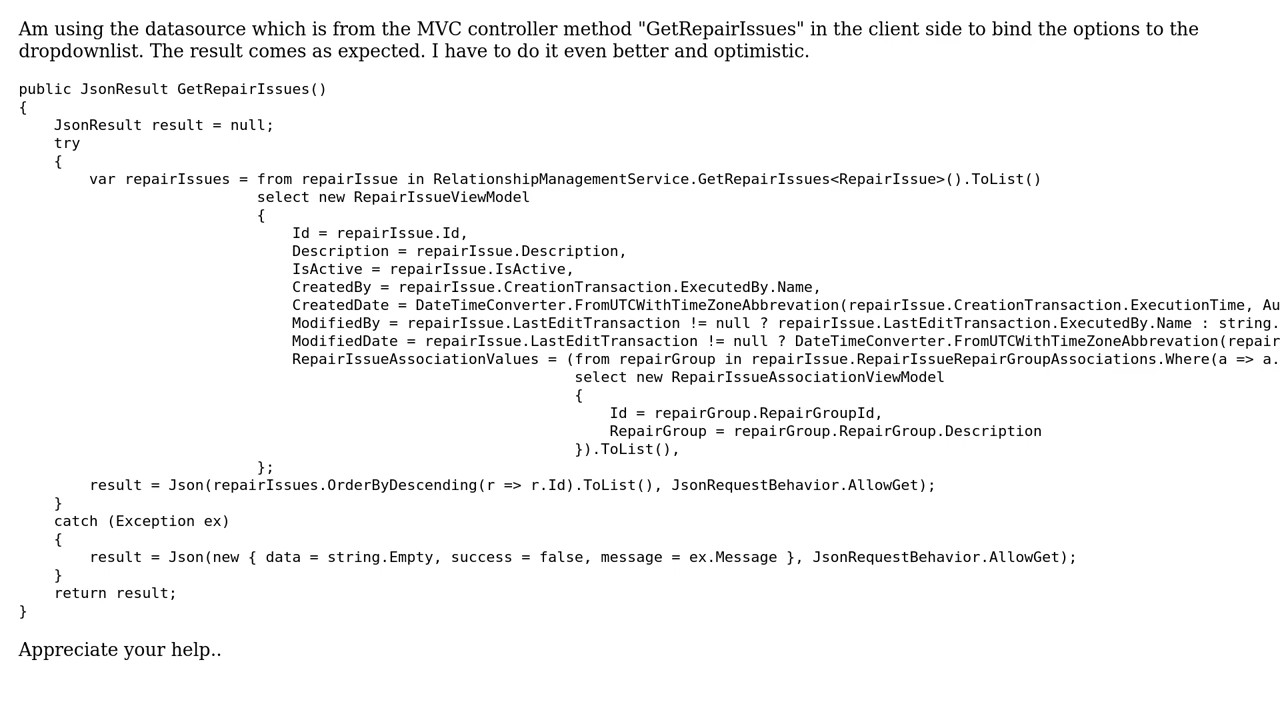 Am using the datasource which is from the MVC controller method "GetRepairIssues" in the client side to bind the options to the
dropdownlist. The result comes as expected. I have to do it even better and optimistic.
public JsonResult GetRepairIssues()
{
    JsonResult result = null;
    try
    {
        var repairIssues = from repairIssue in RelationshipManagementService.GetRepairIssues<RepairIssue>().ToList()
                           select new RepairIssueViewModel
                           {
                               Id = repairIssue.Id,
                               Description = repairIssue.Description,
                               IsActive = repairIssue.IsActive,
                               CreatedBy = repairIssue.CreationTransaction.ExecutedBy.Name,
                               CreatedDate = DateTimeConverter.FromUTCWithTimeZoneAbbrevation(repairIssue.CreationTransaction.ExecutionTime, Au
                               ModifiedBy = repairIssue.LastEditTransaction != null ? repairIssue.LastEditTransaction.ExecutedBy.Name : string.
                               ModifiedDate = repairIssue.LastEditTransaction != null ? DateTimeConverter.FromUTCWithTimeZoneAbbrevation(repair
                               RepairIssueAssociationValues = (from repairGroup in repairIssue.RepairIssueRepairGroupAssociations.Where(a => a.
                                                               select new RepairIssueAssociationViewModel
                                                               {
                                                                   Id = repairGroup.RepairGroupId,
                                                                   RepairGroup = repairGroup.RepairGroup.Description
                                                               }).ToList(),
                           };
        result = Json(repairIssues.OrderByDescending(r => r.Id).ToList(), JsonRequestBehavior.AllowGet);
    }
    catch (Exception ex)
    {
        result = Json(new { data = string.Empty, success = false, message = ex.Message }, JsonRequestBehavior.AllowGet);
    }
    return result;
}
Appreciate your help..